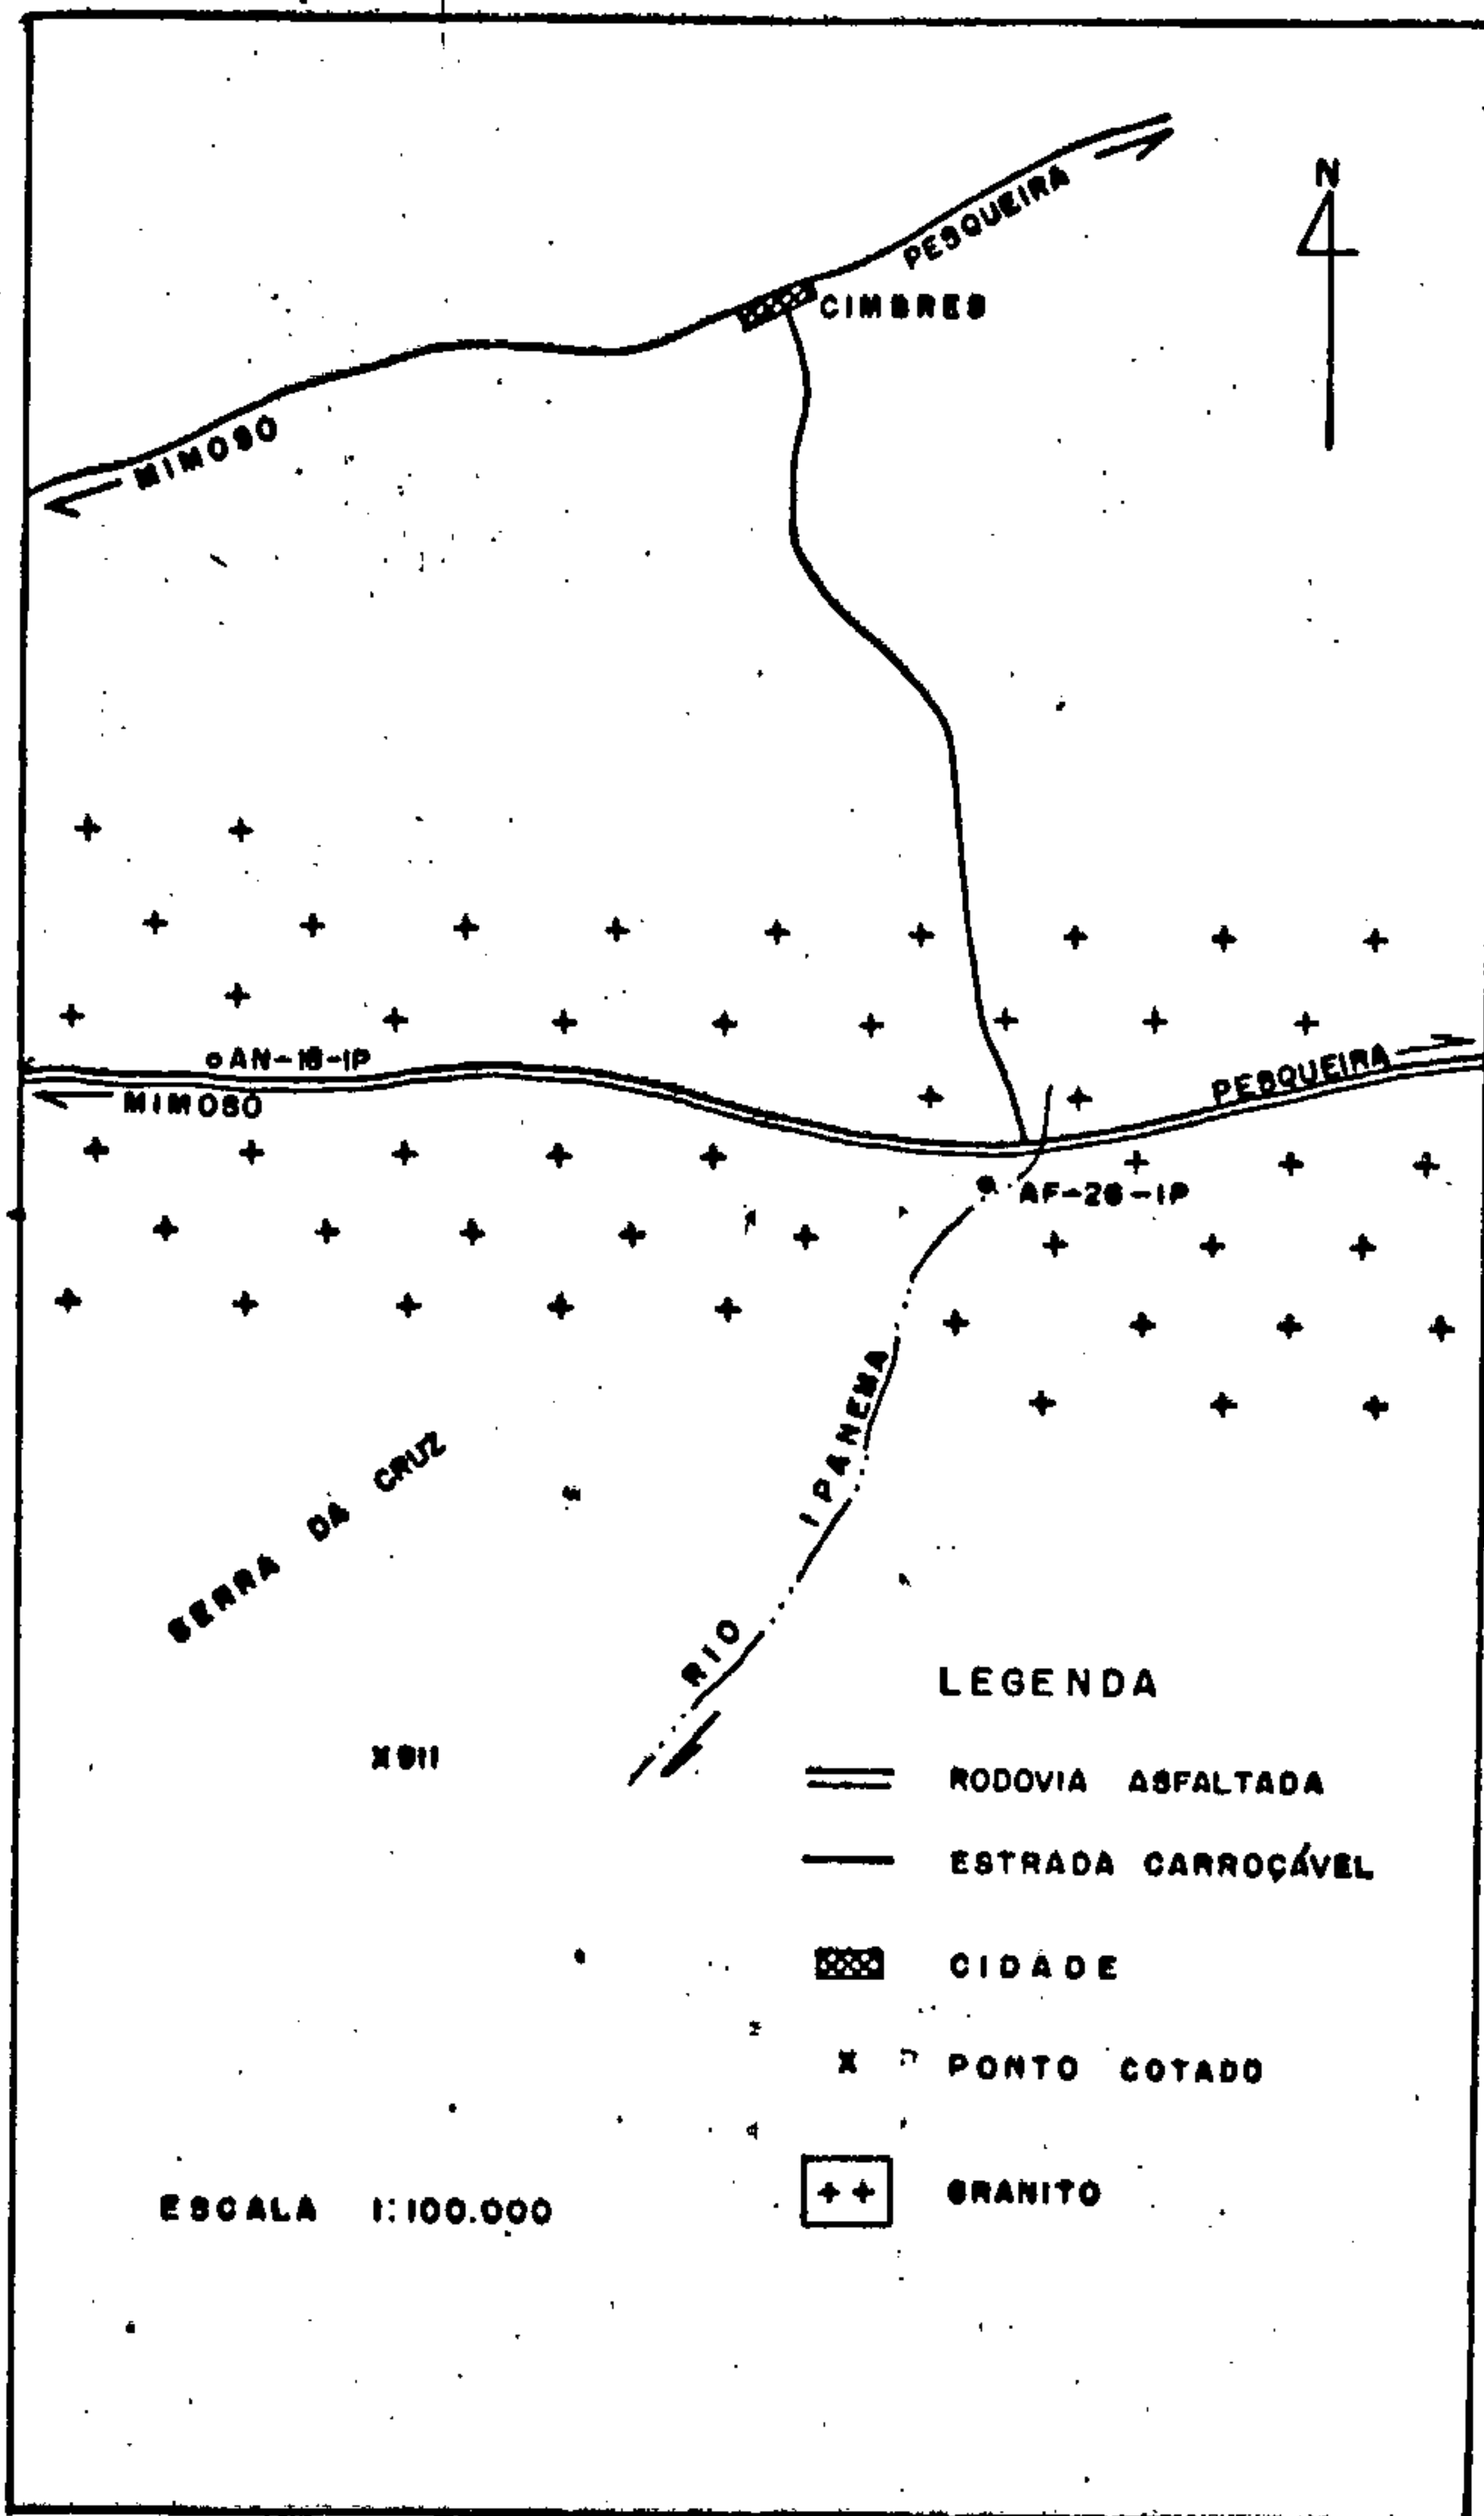 N
PESQUEIRA
CIMBRES
MIMOSO
AN-18-IP
PESQUEIRA
MIMOSO
AF-26-IP
IPANEMA
SERRA DA CRUZ
RIO
LEGENDA
X 911
RODOVIA ASFALTADA
ESTRADA CARROÇÁVEL
CIDADE
X PONTO COTADO
GRANITO
ESCALA 1:100.000